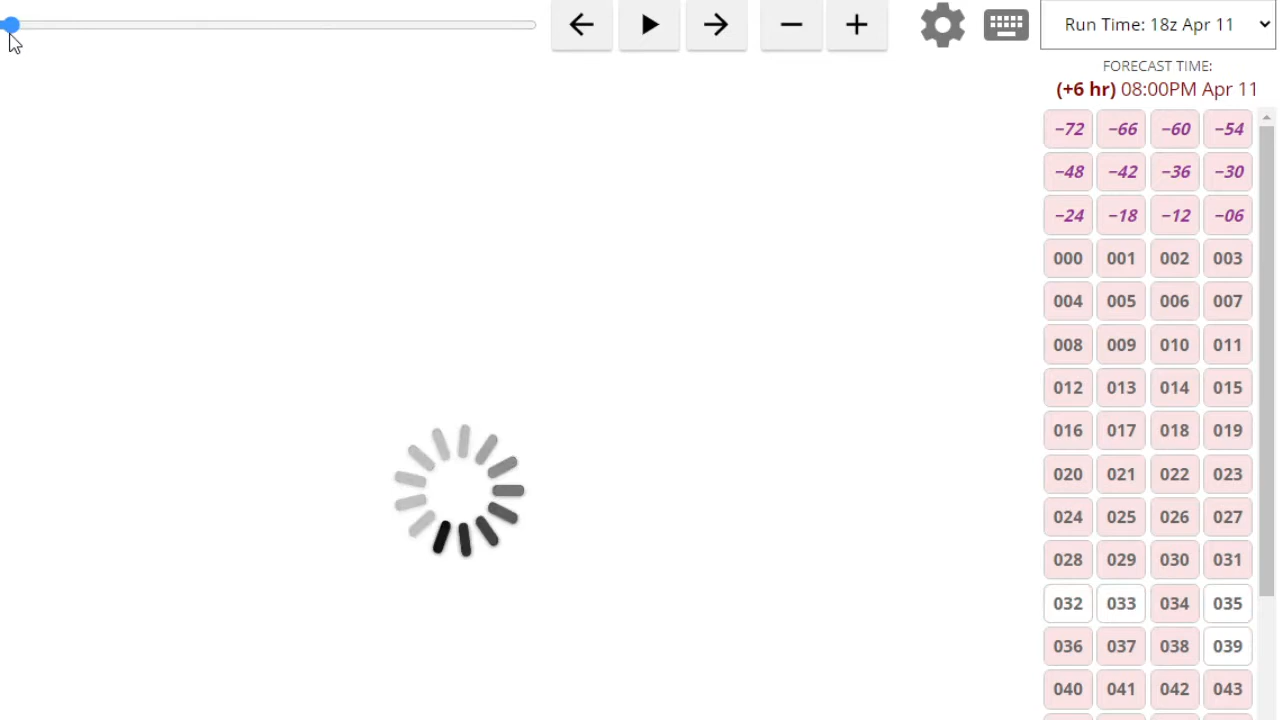 Run Time: 18z Apr 11
FORECAST TIME:
(+6 hr) 08:00PM Apr 11
−72 −66 −60 −54
−48 −42 −36 −30
−24 −18 −12 −06
000 001 002 003
004 005 006 007
008 009 010 011
012 013 014 015
016 017 018 019
020 021 022 023
024 025 026 027
028 029 030 031
032 033 034 035
036 037 038 039
040 041 042 043